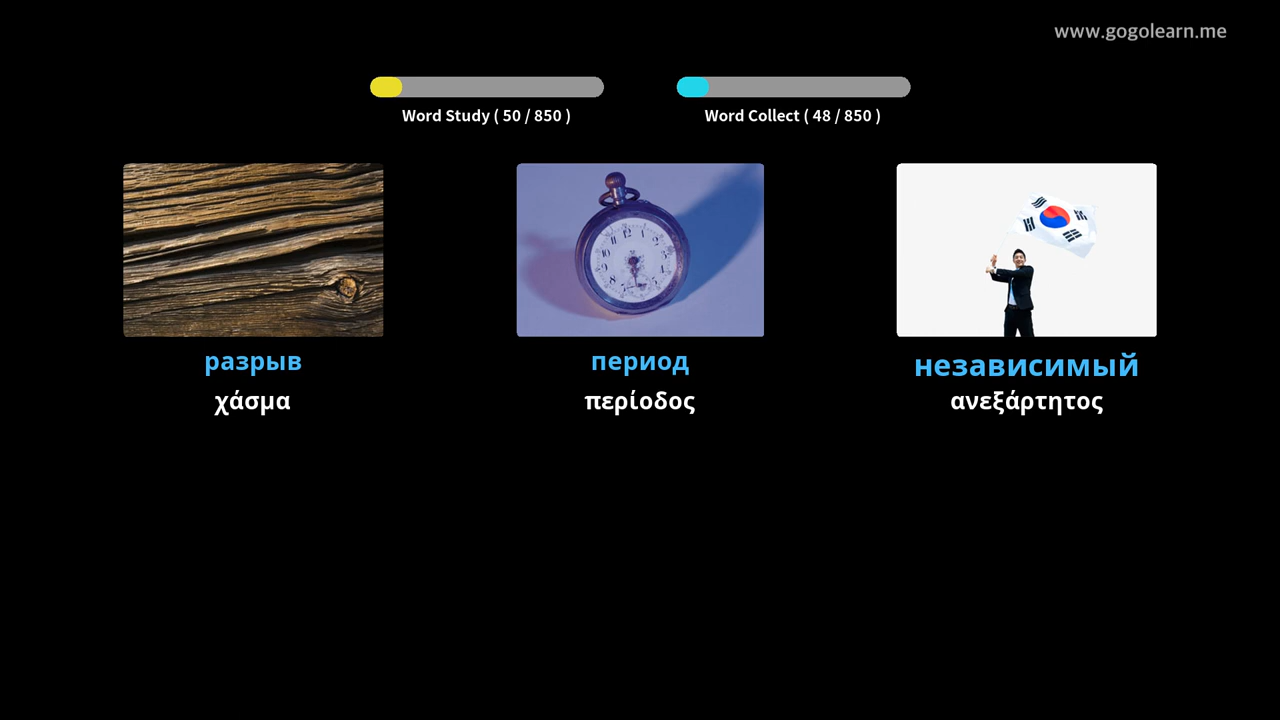 www.gogolearn.me
Word Study ( 50 / 850 )
Word Collect ( 48 / 850 )
разрыв
период
независимый
χάσμα
περίοδος
ανεξάρτητος